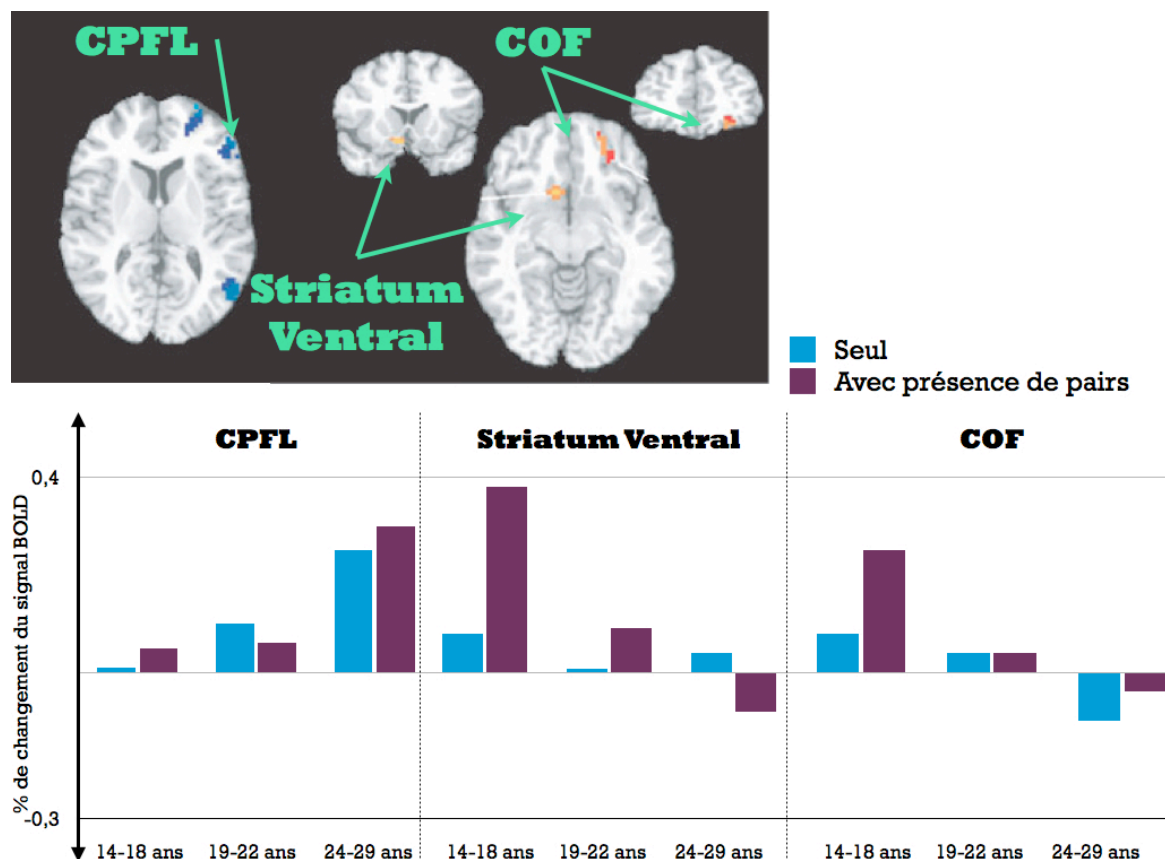 CPFL
COF
Striatum
Ventral
Seul
Avec présence de pairs
CPFL
Striatum Ventral
COF
0,4
% de changement du signal BOLD
-0,3
14-18 ans
19-22 ans
24-29 ans
14-18 ans
19-22 ans
24-29 ans
14-18 ans
19-22 ans
24-29 ans